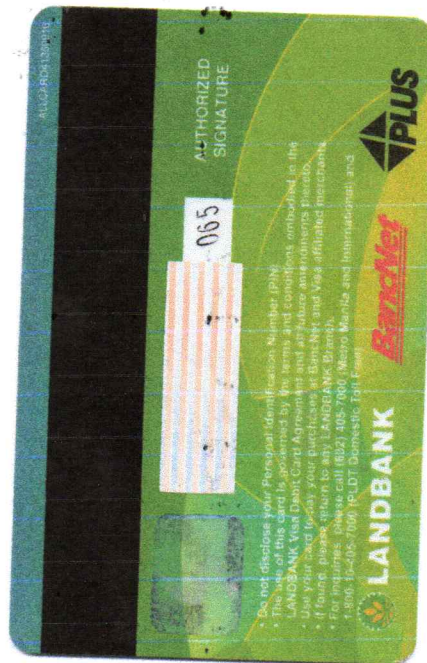 AUTHORIZED
SIGNATURE
065
• Do not disclose your Personal Identification Number (PIN).
• The use of this card is governed by the terms and conditions embodied in the
LANDBANK Visa Debit Card Agreement and all future amendments thereto.
• Use your card to pay your purchases at BancNet and Visa affiliated merchants.
• If found, please return to any LANDBANK Branch.
• For inquiries, please call (632) 405-7000 (Metro Manila and International) and
1-800-10-405-7000 (PLDT Domestic Toll Free)
LANDBANK
BancNet
PLUS